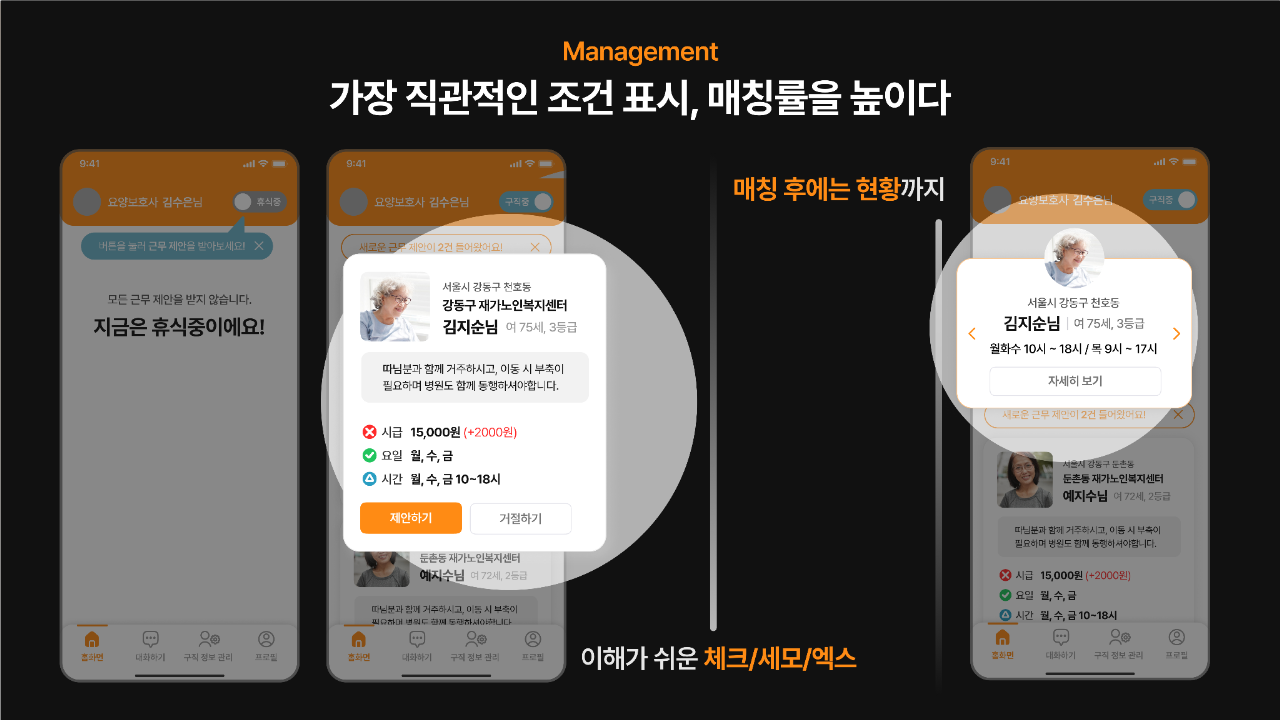 Management
가장 직관적인 조건 표시, 매칭률을 높이다
9:41
요양보호사 김수은님
휴식중
버튼을 눌러 근무 제안을 받아보세요!
모든 근무 제안을 받지 않습니다.
지금은 휴식중이에요!
홈화면
대화하기
구직 정보 관리
프로필
9:41
요양보호사 김수은님
구직중
새로운 근무 제안이 2건 들어왔어요!
서울시 강동구 천호동
강동구 재가노인복지센터
김지순님 여 75세, 3등급
따님분과 함께 거주하시고, 이동 시 부축이
필요하며 병원도 함께 동행하셔야합니다.
시급 15,000원 (+2000원)
요일 월, 수, 금
시간 월, 수, 금 10~18시
제안하기
거절하기
둔촌동 재가노인복지센터
예지수님 여 72세, 2등급
따님분과 함께 거주하시고, 이동 시 부축이
필요하며 병원도 함께 동행하셔야합니다.
홈화면
대화하기
구직 정보 관리
프로필
이해가 쉬운 체크/세모/엑스
매칭 후에는 현황까지
9:41
요양보호사 김수은님
구직중
서울시 강동구 천호동
김지순님 여 75세, 3등급
월화수 10시 ~ 18시 / 목 9시 ~ 17시
자세히 보기
새로운 근무 제안이 2건 들어왔어요!
서울시 강동구 둔촌동
둔촌동 재가노인복지센터
예지수님 여 72세, 2등급
따님분과 함께 거주하시고, 이동 시 부축이
필요하며 병원도 함께 동행하셔야합니다.
시급 15,000원 (+2000원)
요일 월, 수, 금
시간 월, 수, 금 10~18시
홈화면
대화하기
구직 정보 관리
프로필